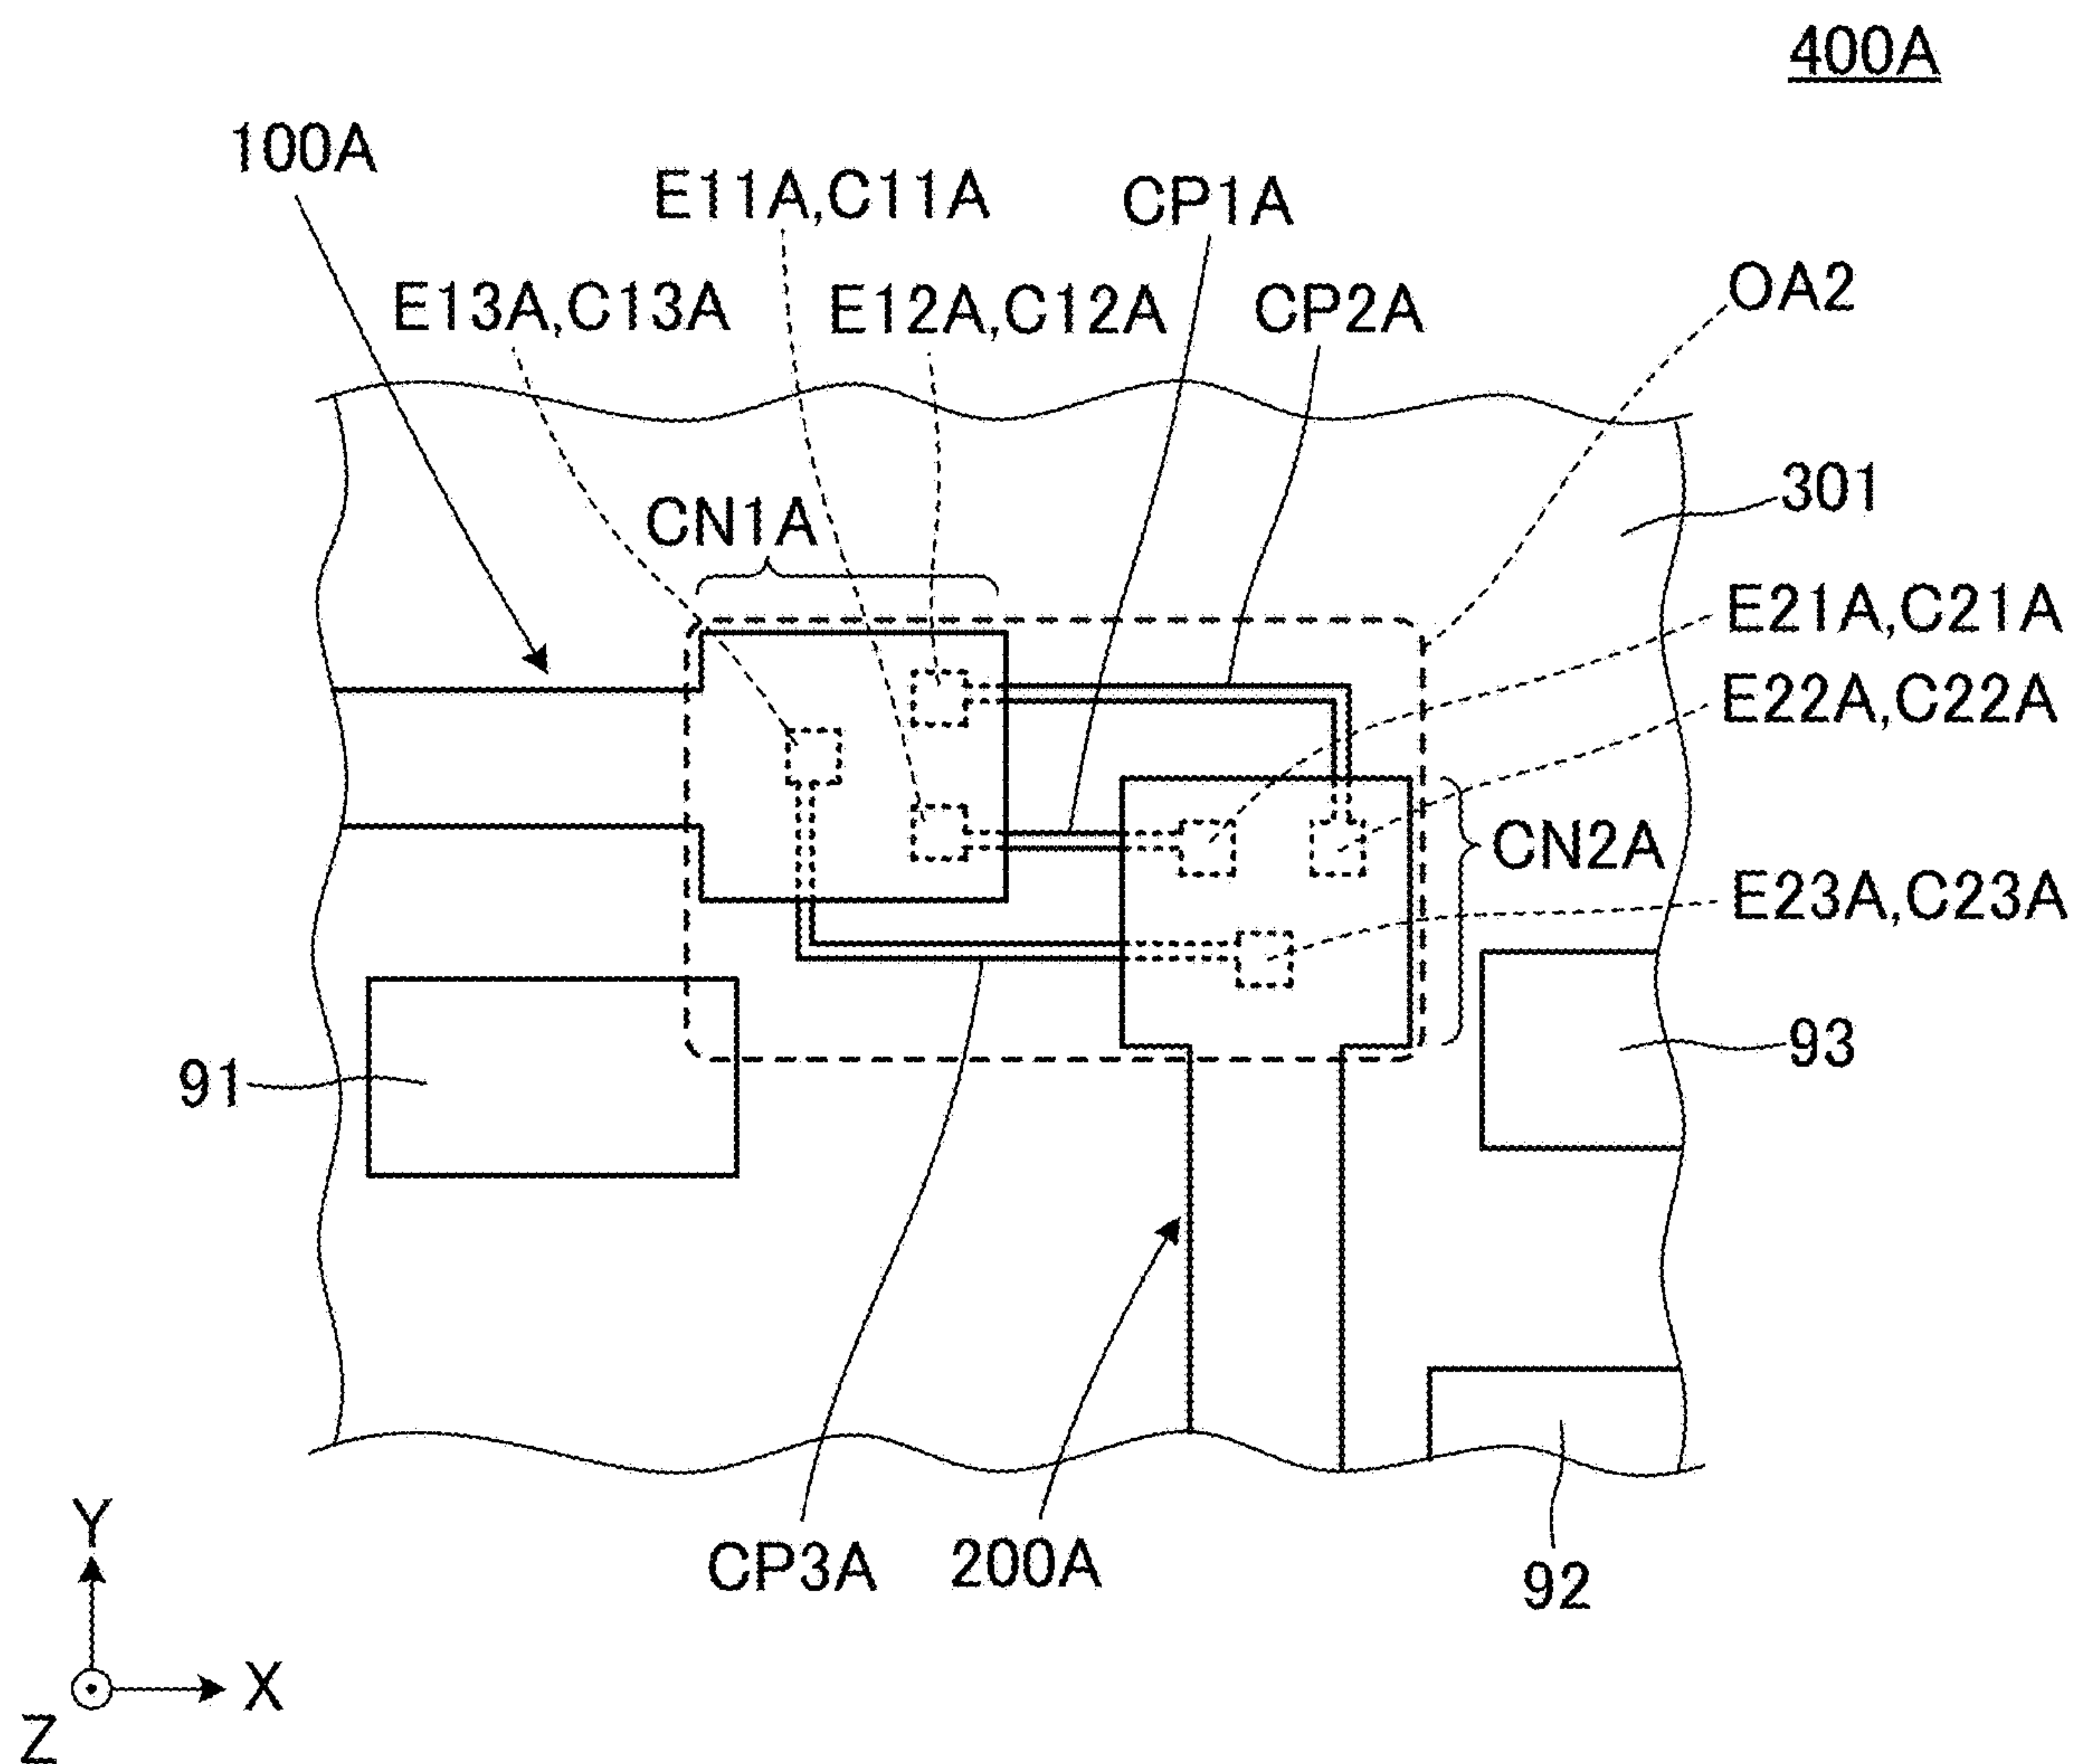 400A
100A
E11A,C11A
CP1A
E13A,C13A
E12A,C12A
CP2A
OA2
CN1A
301
E21A,C21A
E22A,C22A
CN2A
E23A,C23A
91
93
CP3A
200A
92
Y
X
Z